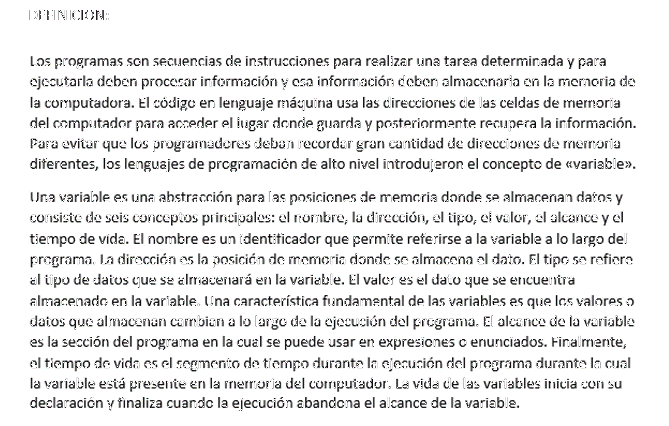 DEFINICION:
Los programas son secuencias de instrucciones para realizar una tarea determinada y para
ejecutarla deben procesar información y esa información deben almacenarla en la memoria de
la computadora. El código en lenguaje máquina usa las direcciones de las celdas de memoria
del computador para acceder el lugar donde guarda y posteriormente recupera la información.
Para evitar que los programadores deban recordar gran cantidad de direcciones de memoria
diferentes, los lenguajes de programación de alto nivel introdujeron el concepto de «variable».
Una variable es una abstracción para las posiciones de memoria donde se almacenan datos y
consiste de seis conceptos principales: el nombre, la dirección, el tipo, el valor, el alcance y el
tiempo de vida. El nombre es un identificador que permite referirse a la variable a lo largo del
programa. La dirección es la posición de memoria donde se almacena el dato. El tipo se refiere
al tipo de datos que se almacenará en la variable. El valor es el dato que se encuentra
almacenado en la variable. Una característica fundamental de las variables es que los valores o
datos que almacenan cambian a lo largo de la ejecución del programa. El alcance de la variable
es la sección del programa en la cual se puede usar en expresiones o enunciados. Finalmente,
el tiempo de vida es el segmento de tiempo durante la ejecución del programa durante la cual
la variable está presente en la memoria del computador. La vida de las variables inicia con su
declaración y finaliza cuando la ejecución abandona el alcance de la variable.